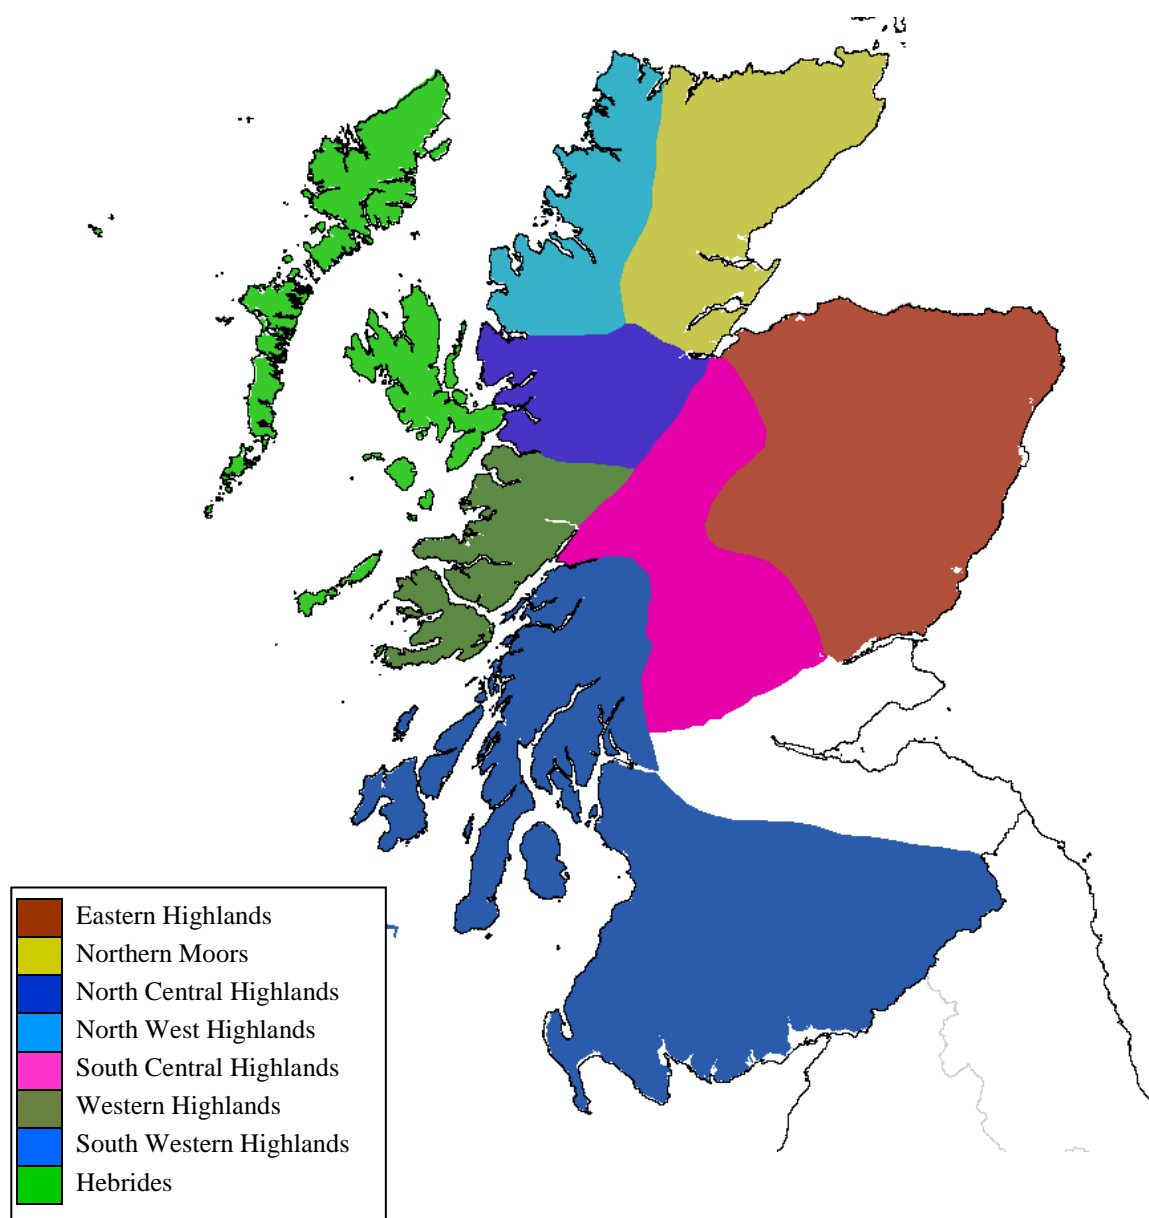 Eastern Highlands
Northern Moors
North Central Highlands
North West Highlands
South Central Highlands
Western Highlands
South Western Highlands
Hebrides